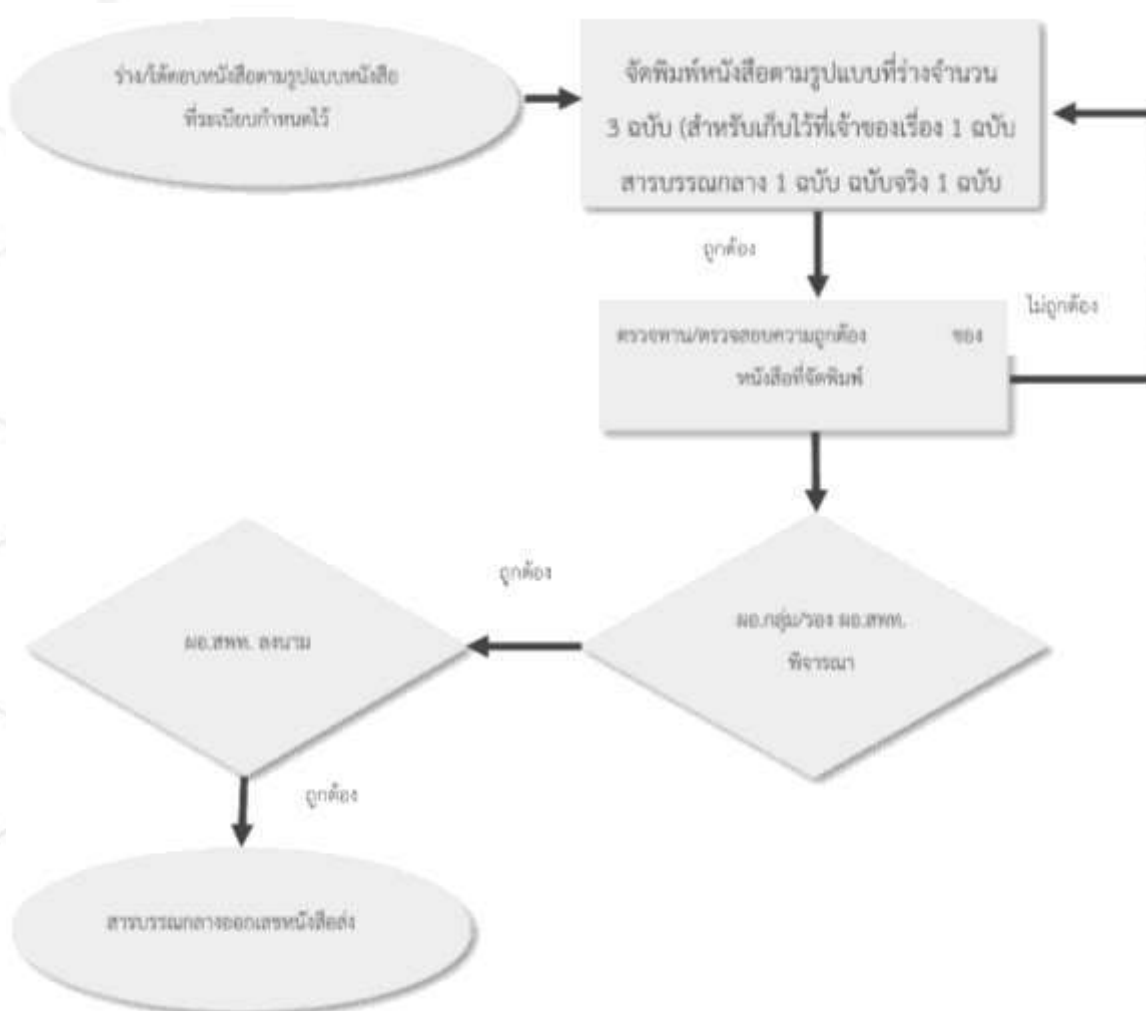 ร่าง/โต้ตอบหนังสือตามรูปแบบหนังสือ
ที่ระเบียบกำหนดไว้
จัดพิมพ์หนังสือตามรูปแบบที่ร่างจำนวน
3 ฉบับ (สำหรับเก็บไว้ที่เจ้าของเรื่อง 1 ฉบับ
สารบรรณกลาง 1 ฉบับ ฉบับจริง 1 ฉบับ
ถูกต้อง
ไม่ถูกต้อง
ตรวจทาน/ตรวจสอบความถูกต้อง ของ
หนังสือที่จัดพิมพ์
ถูกต้อง
ผอ.กลุ่ม/รอง ผอ.สพท.
พิจารณา
ผอ.สพท. ลงนาม
ถูกต้อง
สารบรรณกลางออกเลขหนังสือส่ง